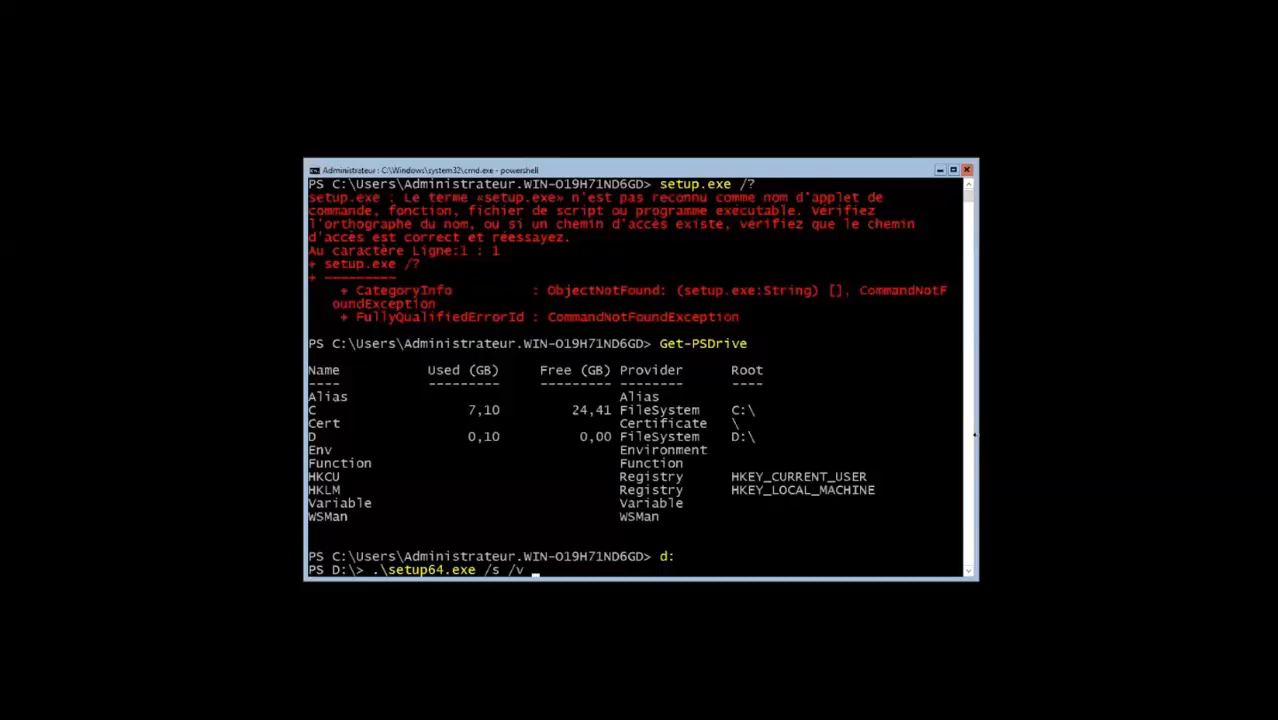 Administrateur : C:\Windows\system32\cmd.exe - powershell
PS C:\Users\Administrateur.WIN-O19H71ND6GD> setup.exe /?
setup.exe : Le terme «setup.exe» n'est pas reconnu comme nom d'applet de
commande, fonction, fichier de script ou programme exécutable. Vérifiez
l'orthographe du nom, ou si un chemin d'accès existe, vérifiez que le chemin
d'accès est correct et réessayez.
Au caractère Ligne:1 : 1
+ setup.exe /?
+ ~~~~~~~~~
+ CategoryInfo : ObjectNotFound: (setup.exe:String) [], CommandNotF
oundException
+ FullyQualifiedErrorId : CommandNotFoundException
PS C:\Users\Administrateur.WIN-O19H71ND6GD> Get-PSDrive
Name Used (GB) Free (GB) Provider Root
---- --------- --------- -------- ----
Alias Alias
C 7,10 24,41 FileSystem C:\
Cert Certificate \
D 0,10 0,00 FileSystem D:\
Env Environment
Function Function
HKCU Registry HKEY_CURRENT_USER
HKLM Registry HKEY_LOCAL_MACHINE
Variable Variable
WSMan WSMan
PS C:\Users\Administrateur.WIN-O19H71ND6GD> d:
PS D:\> .\setup64.exe /s /v _